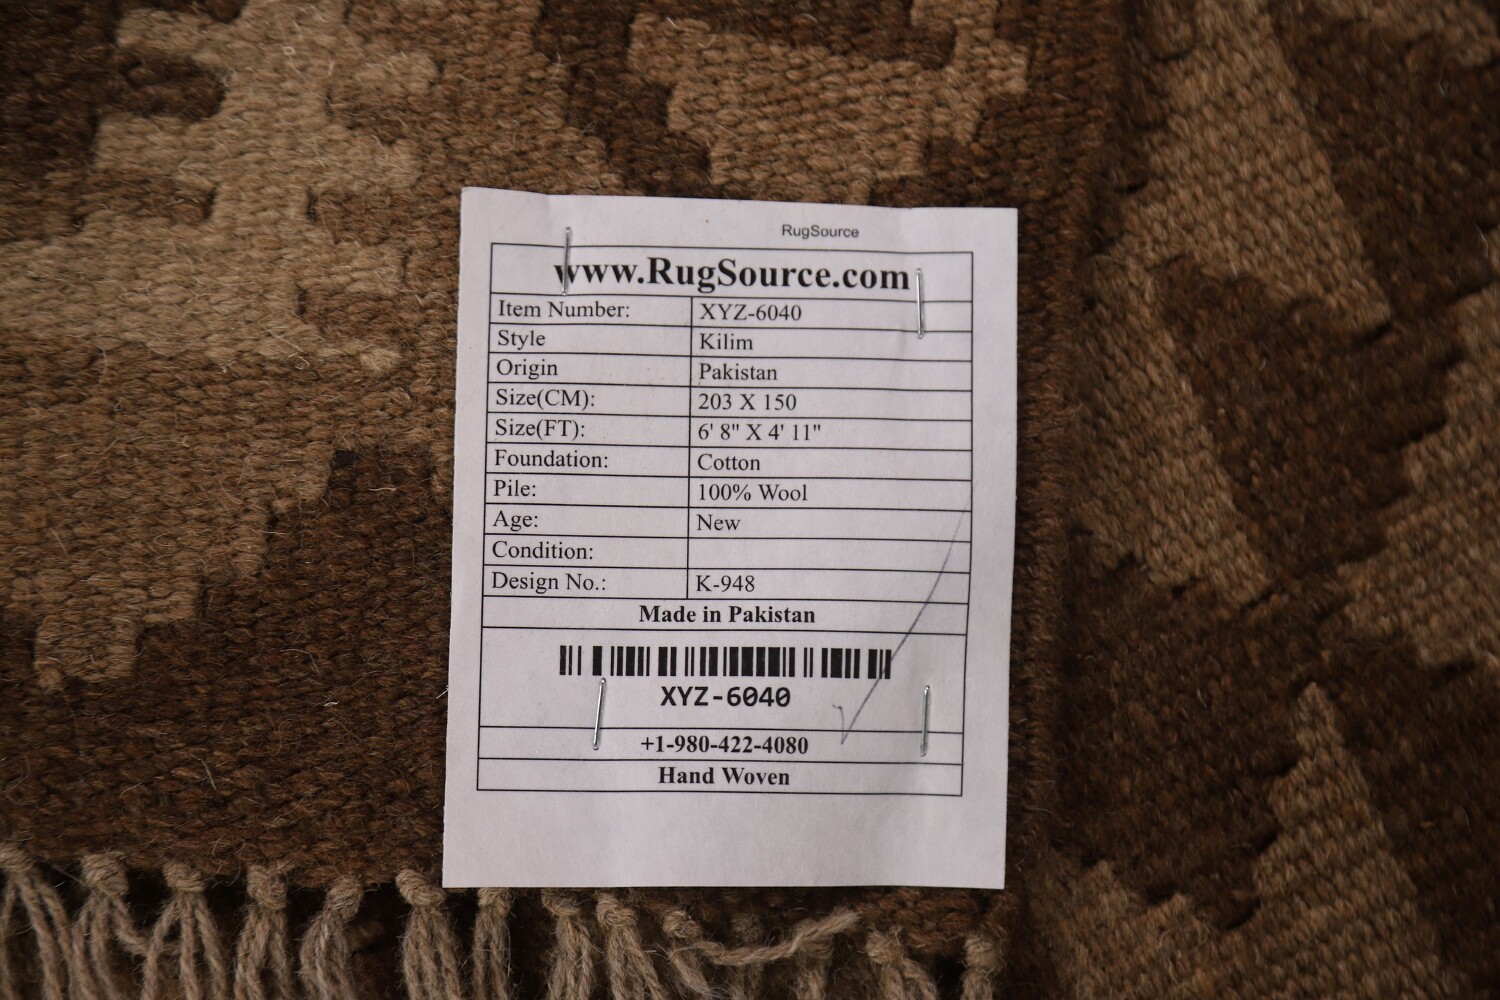 RugSource
www.RugSource.com
Item Number: XYZ-6040
Style Kilim
Origin Pakistan
Size(CM): 203 X 150
Size(FT): 6' 8" X 4' 11"
Foundation: Cotton
Pile: 100% Wool
Age: New
Condition:
Design No.: K-948
Made in Pakistan
XYZ-6040
+1-980-422-4080
Hand Woven